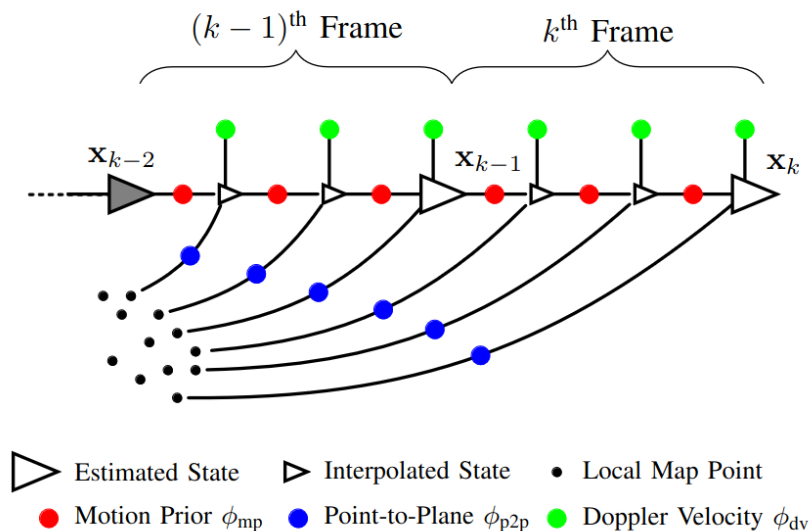 (k − 1)ᵗʰ Frame kᵗʰ Frame
𝐱ₖ₋₂ 𝐱ₖ₋₁ 𝐱ₖ
Estimated State Interpolated State Local Map Point
Motion Prior ϕₘₚ Point-to-Plane ϕₚ₂ₚ Doppler Velocity ϕ_dv